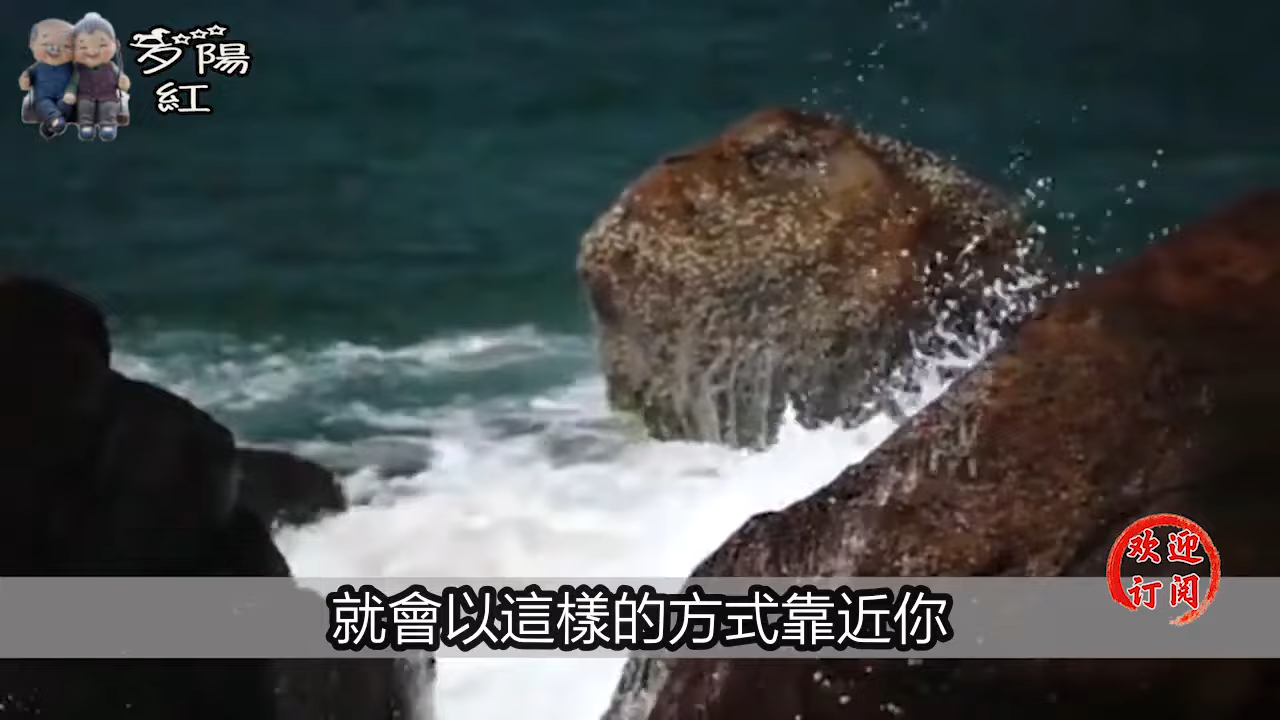 夕陽
紅
就會以這樣的方式靠近你
欢迎
订阅